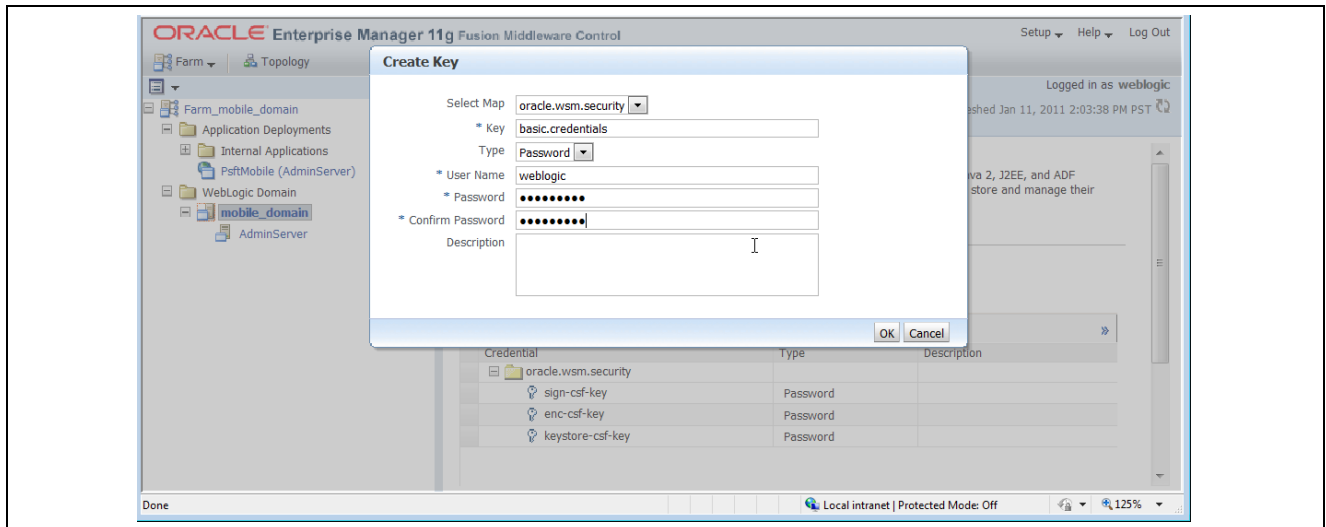 ORACLE Enterprise Manager 11g Fusion Middleware Control
Setup Help Log Out
Farm Topology
Logged in as weblogic
Farm_mobile_domain
eshed Jan 11, 2011 2:03:38 PM PST
Application Deployments
Internal Applications
PsftMobile (AdminServer)
WebLogic Domain
mobile_domain
AdminServer
Create Key
Select Map oracle.wsm.security
* Key basic.credentials
Type Password
* User Name weblogic
* Password •••••••••
* Confirm Password •••••••••
Description
OK Cancel
va 2, J2EE, and ADF
store and manage their
Credential Type Description
oracle.wsm.security
sign-csf-key Password
enc-csf-key Password
keystore-csf-key Password
Done Local intranet | Protected Mode: Off 125%